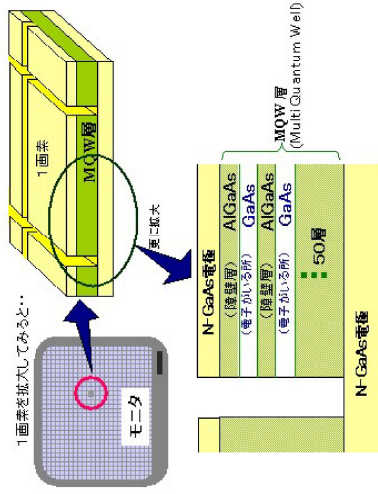 1画素を拡大してみると・・
モニタ
1画素
MQW層
更に拡大
N-GaAs電極
(障壁層) AlGaAs
(電子がいる所) GaAs
(障壁層) AlGaAs
(電子がいる所) GaAs
50層
N-GaAs電極
MQW層
(Multi Quantum Well)